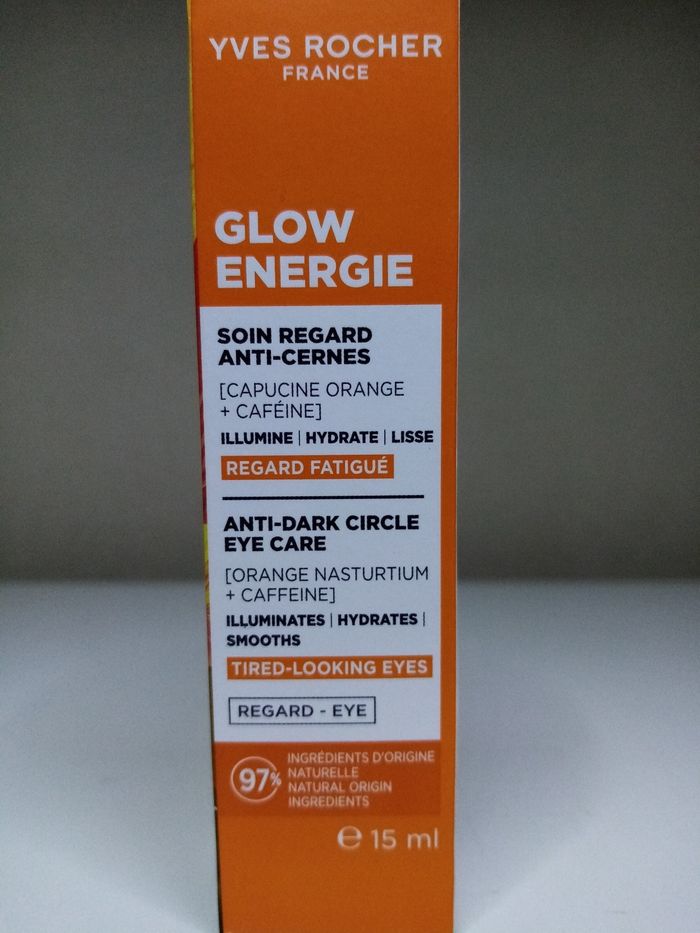 YVES ROCHER
FRANCE
GLOW
ENERGIE
SOIN REGARD
ANTI-CERNES
[CAPUCINE ORANGE
+ CAFÉINE]
ILLUMINE | HYDRATE | LISSE
REGARD FATIGUÉ
ANTI-DARK CIRCLE
EYE CARE
[ORANGE NASTURTIUM
+ CAFFEINE]
ILLUMINATES | HYDRATES |
SMOOTHS
TIRED-LOOKING EYES
REGARD - EYE
97%
INGRÉDIENTS D'ORIGINE
NATURELLE
NATURAL ORIGIN
INGREDIENTS
℮ 15 ml